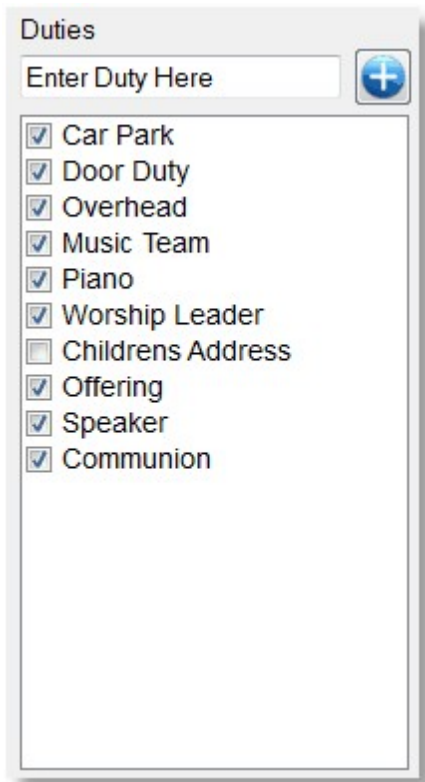 Duties
Enter Duty Here
Car Park
Door Duty
Overhead
Music Team
Piano
Worship Leader
Childrens Address
Offering
Speaker
Communion